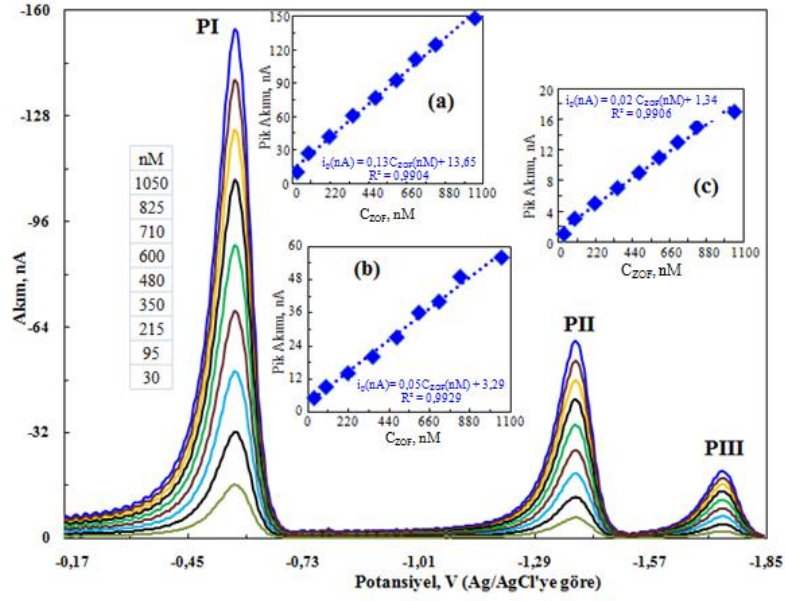 -160
-128
-96
-64
-32
0
Akım, nA
-0,17
-0,45
-0,73
-1,01
-1,29
-1,57
-1,85
Potansiyel, V (Ag/AgCl'ye göre)
PI
PII
PIII
nM
1050
825
710
600
480
350
215
95
30
150
120
90
60
30
0
Pik Akımı, nA
(a)
i_p(nA) = 0,13C_ZOF(nM)+ 13,65
R² = 0,9904
0
220
440
660
880
1100
C_ZOF, nM
60
48
36
24
12
0
Pik Akımı, nA
(b)
i_p(nA)= 0,05C_ZOF(nM) + 3,29
R² = 0,9929
0
220
440
660
880
1100
C_ZOF, nM
20
16
12
8
4
0
Pik Akımı, nA
i_p(nA) = 0,02 C_ZOF(nM)+ 1,34
R² = 0,9906
(c)
0
220
440
660
880
1100
C_ZOF, nM